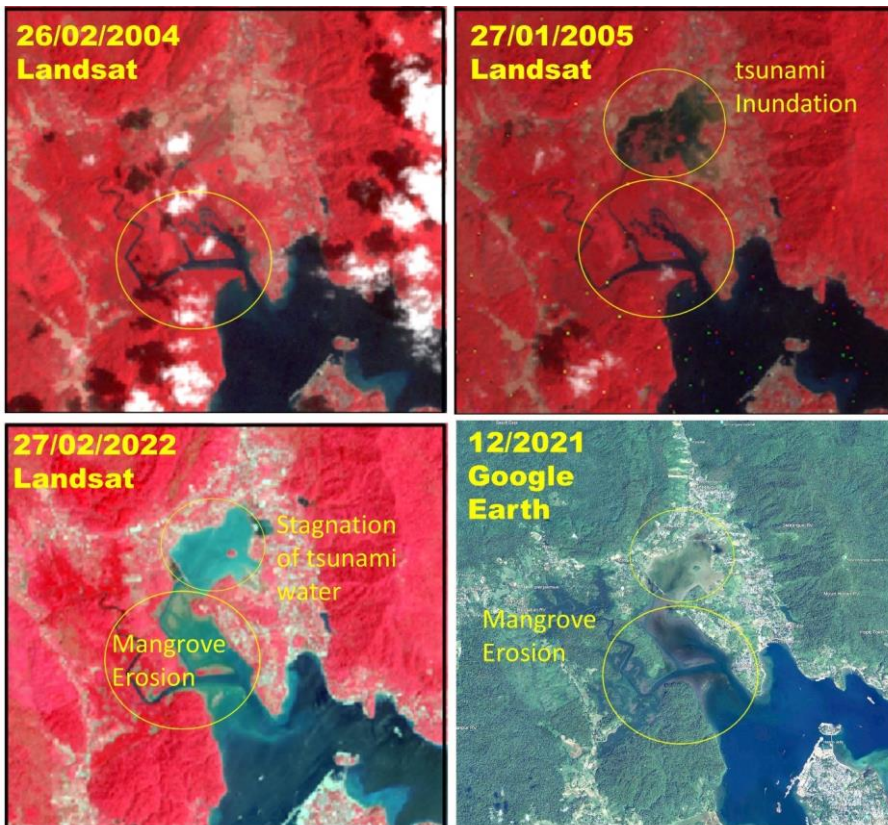 26/02/2004
Landsat
27/01/2005
Landsat
tsunami
Inundation
27/02/2022
Landsat
Stagnation
of tsunami
water
Mangrove
Erosion
12/2021
Google
Earth
Mangrove
Erosion